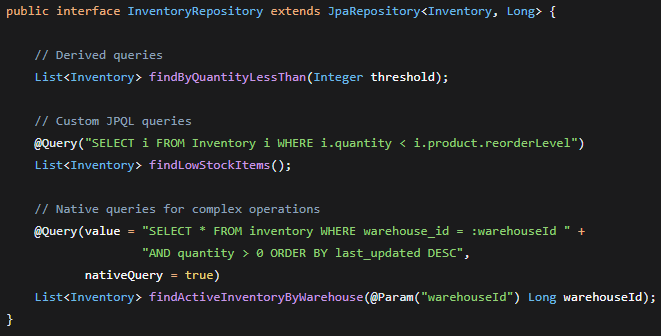 public interface InventoryRepository extends JpaRepository<Inventory, Long> {
// Derived queries
List<Inventory> findByQuantityLessThan(Integer threshold);
// Custom JPQL queries
@Query("SELECT i FROM Inventory i WHERE i.quantity < i.product.reorderLevel")
List<Inventory> findLowStockItems();
// Native queries for complex operations
@Query(value = "SELECT * FROM inventory WHERE warehouse_id = :warehouseId " +
"AND quantity > 0 ORDER BY last_updated DESC",
nativeQuery = true)
List<Inventory> findActiveInventoryByWarehouse(@Param("warehouseId") Long warehouseId);
}